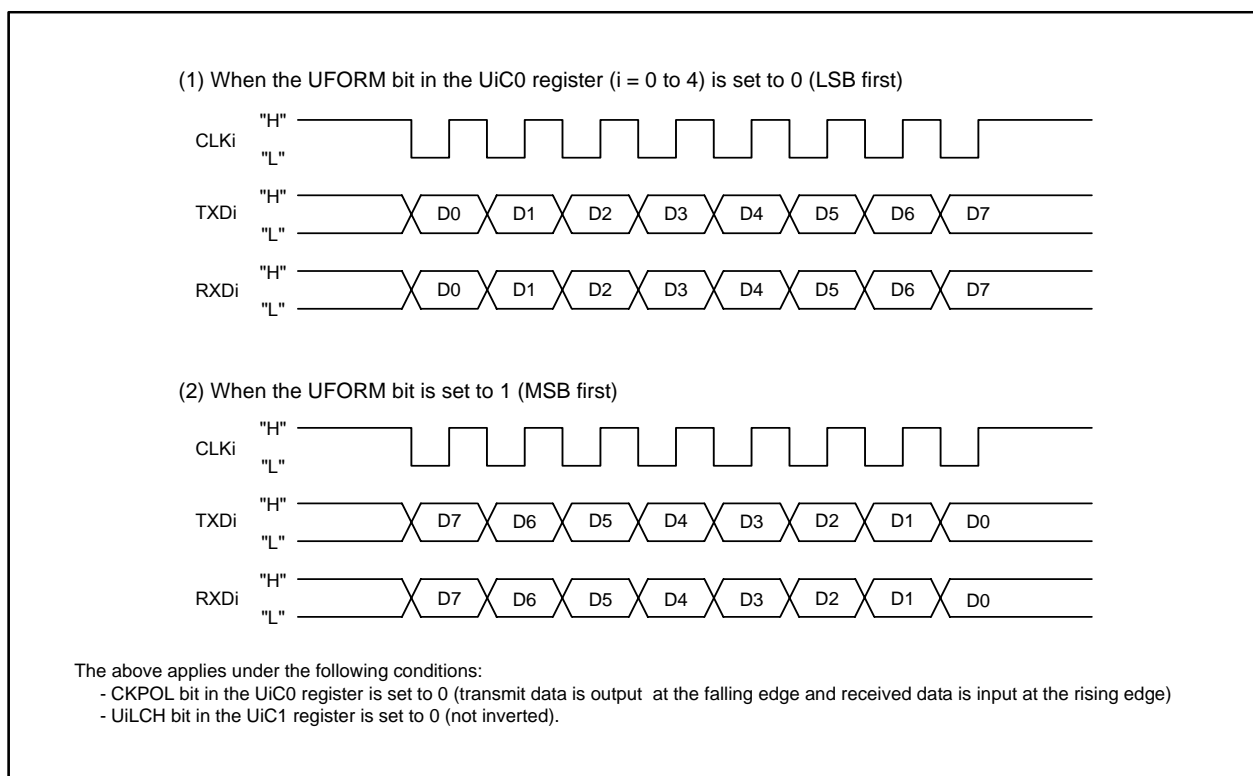 (1) When the UFORM bit in the UiC0 register (i = 0 to 4) is set to 0 (LSB first)
"H"
CLKi
"L"
"H"
TXDi D0 D1 D2 D3 D4 D5 D6 D7
"L"
"H"
RXDi D0 D1 D2 D3 D4 D5 D6 D7
"L"
(2) When the UFORM bit is set to 1 (MSB first)
"H"
CLKi
"L"
"H"
TXDi D7 D6 D5 D4 D3 D2 D1 D0
"L"
"H"
RXDi D7 D6 D5 D4 D3 D2 D1 D0
"L"
The above applies under the following conditions:
- CKPOL bit in the UiC0 register is set to 0 (transmit data is output at the falling edge and received data is input at the rising edge)
- UiLCH bit in the UiC1 register is set to 0 (not inverted).